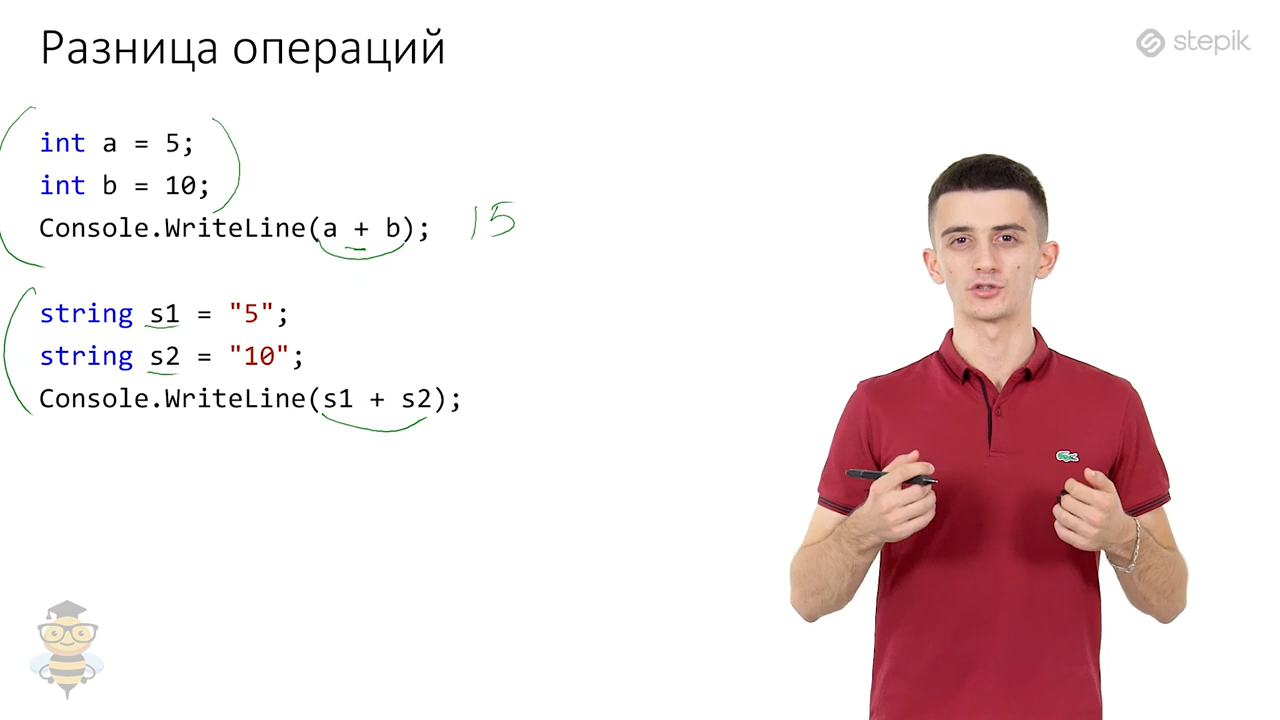 Разница операций
stepik
int a = 5;
int b = 10;
Console.WriteLine(a + b); 15
string s1 = "5";
string s2 = "10";
Console.WriteLine(s1 + s2);